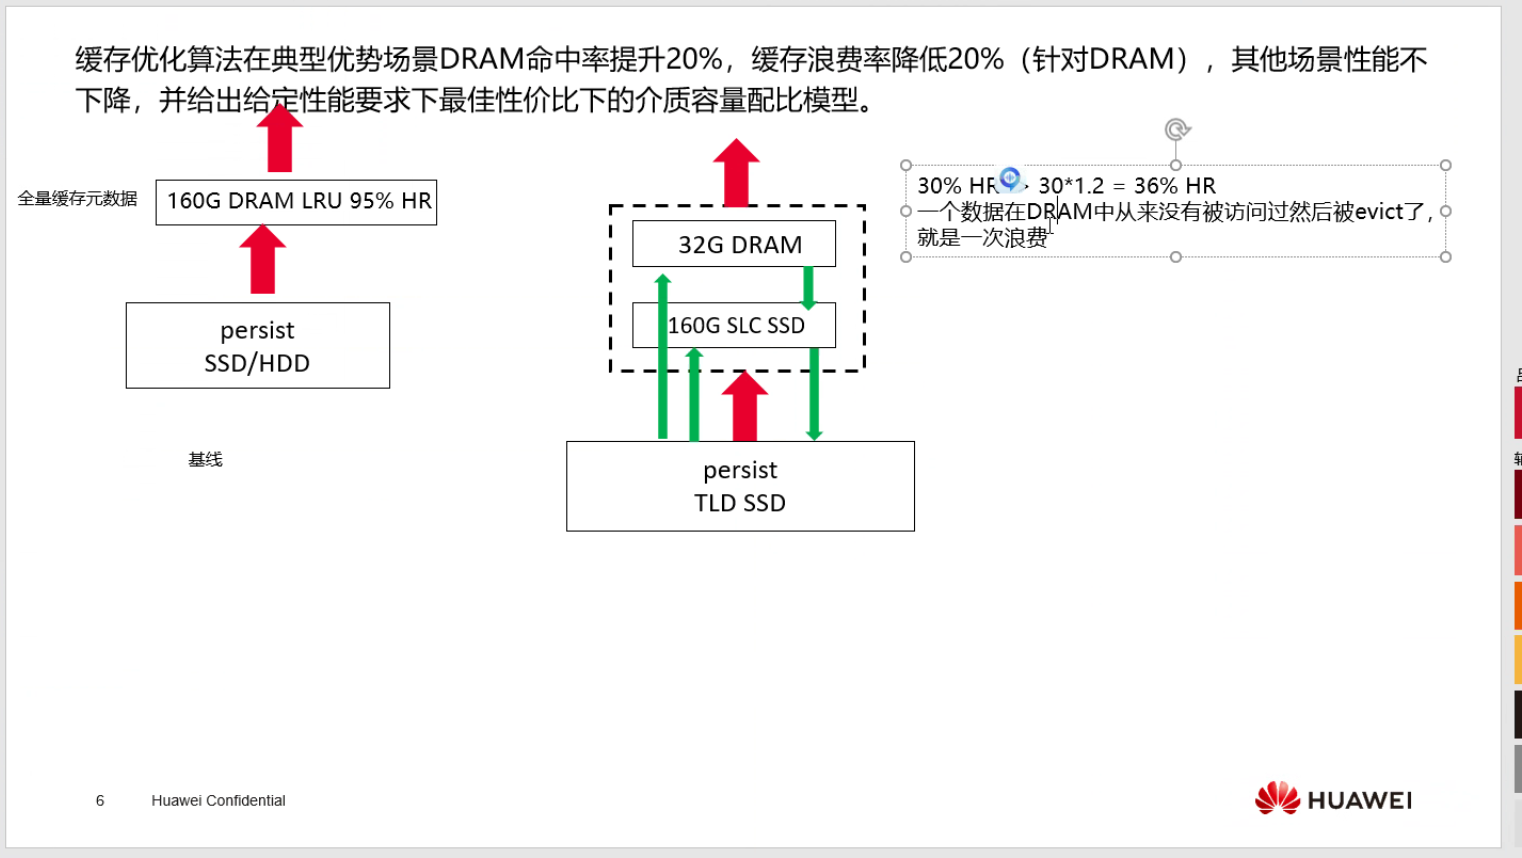 缓存优化算法在典型优势场景DRAM命中率提升20%，缓存浪费率降低20%（针对DRAM），其他场景性能不
下降，并给出给定性能要求下最佳性价比下的介质容量配比模型。
全量缓存元数据
160G DRAM LRU 95% HR
persist
SSD/HDD
基线
32G DRAM
160G SLC SSD
persist
TLD SSD
30% HR > 30*1.2 = 36% HR
一个数据在DRAM中从来没有被访问过然后被evict了，
就是一次浪费
6
Huawei Confidential
HUAWEI